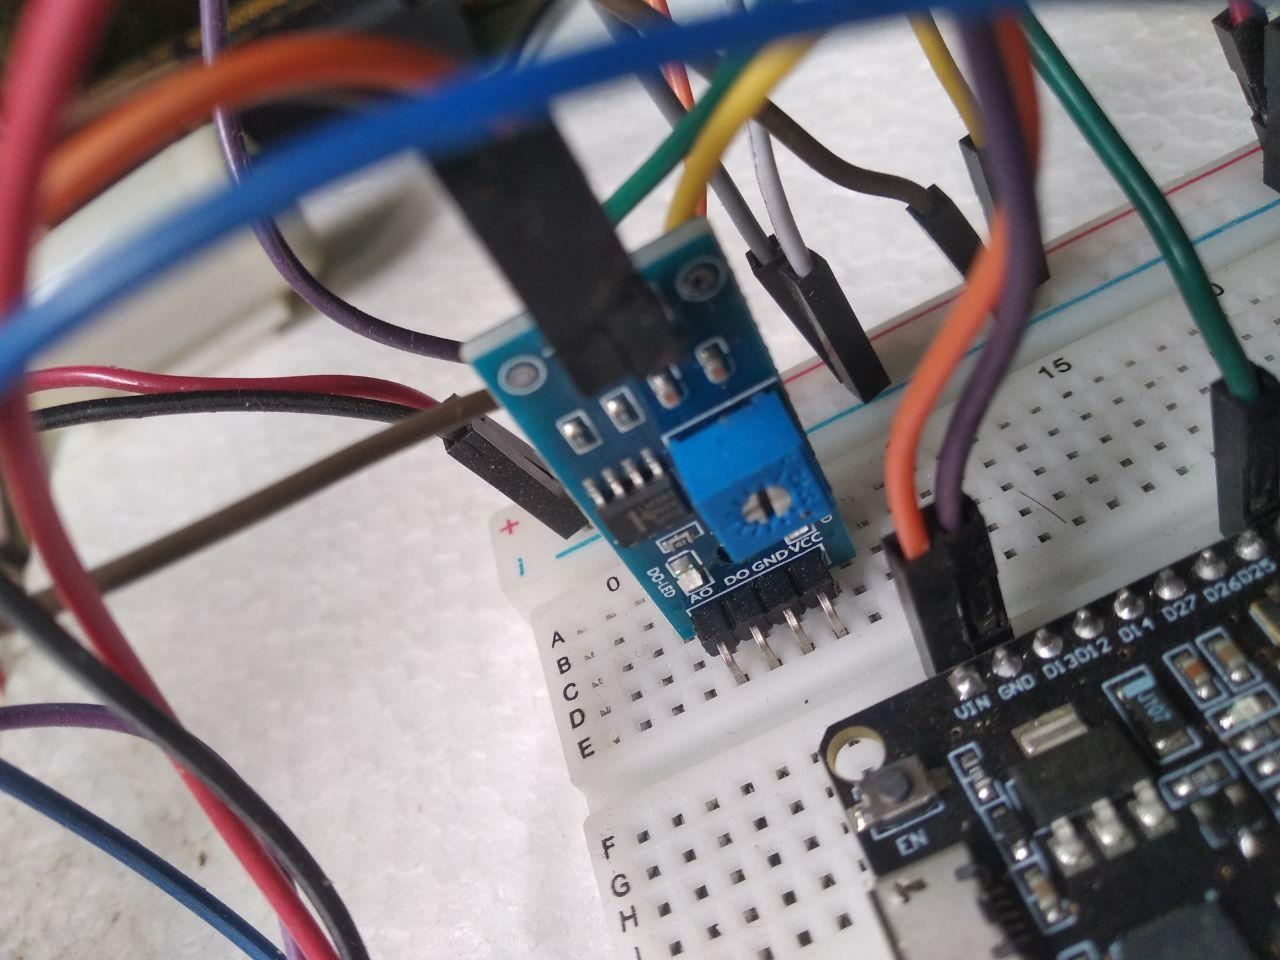 DO-LED
AO
DO GND VCC
+
0
15
A
B
C
D
E
F
G
H
VIN GND D13 D12 D14 D27 D26 D25
EN